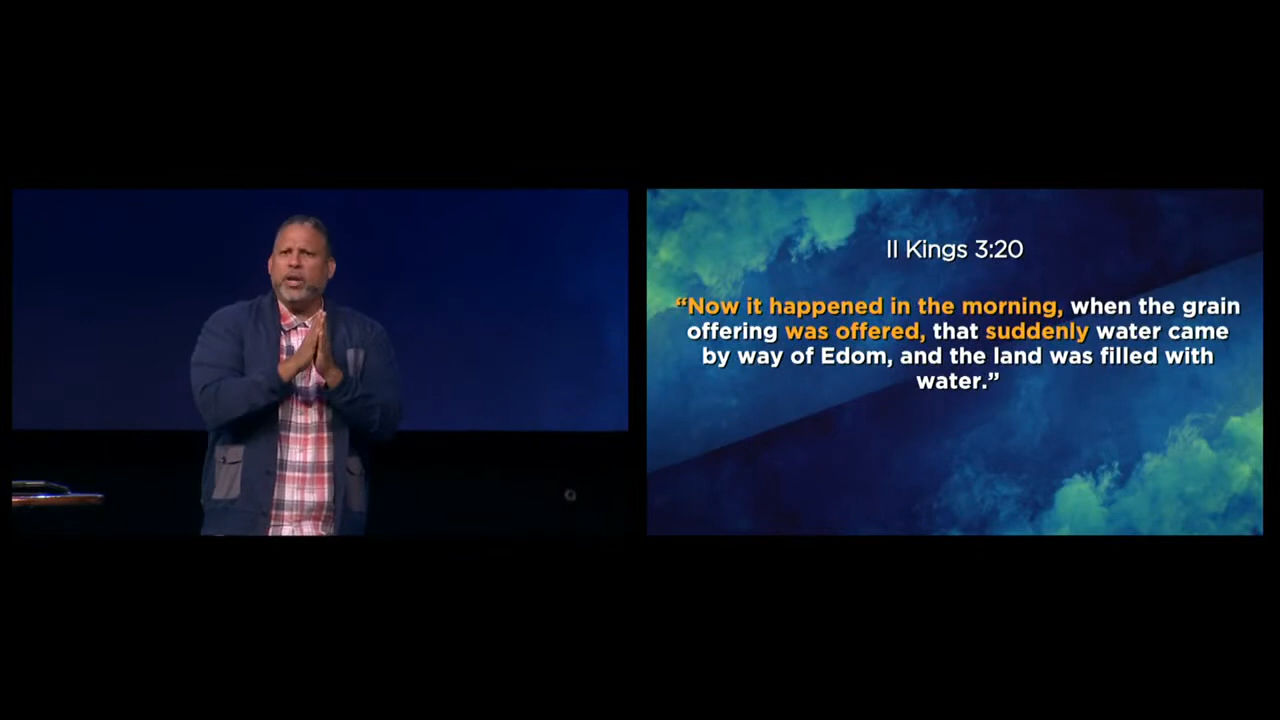 II Kings 3:20
“Now it happened in the morning, when the grain
offering was offered, that suddenly water came
by way of Edom, and the land was filled with
water.”